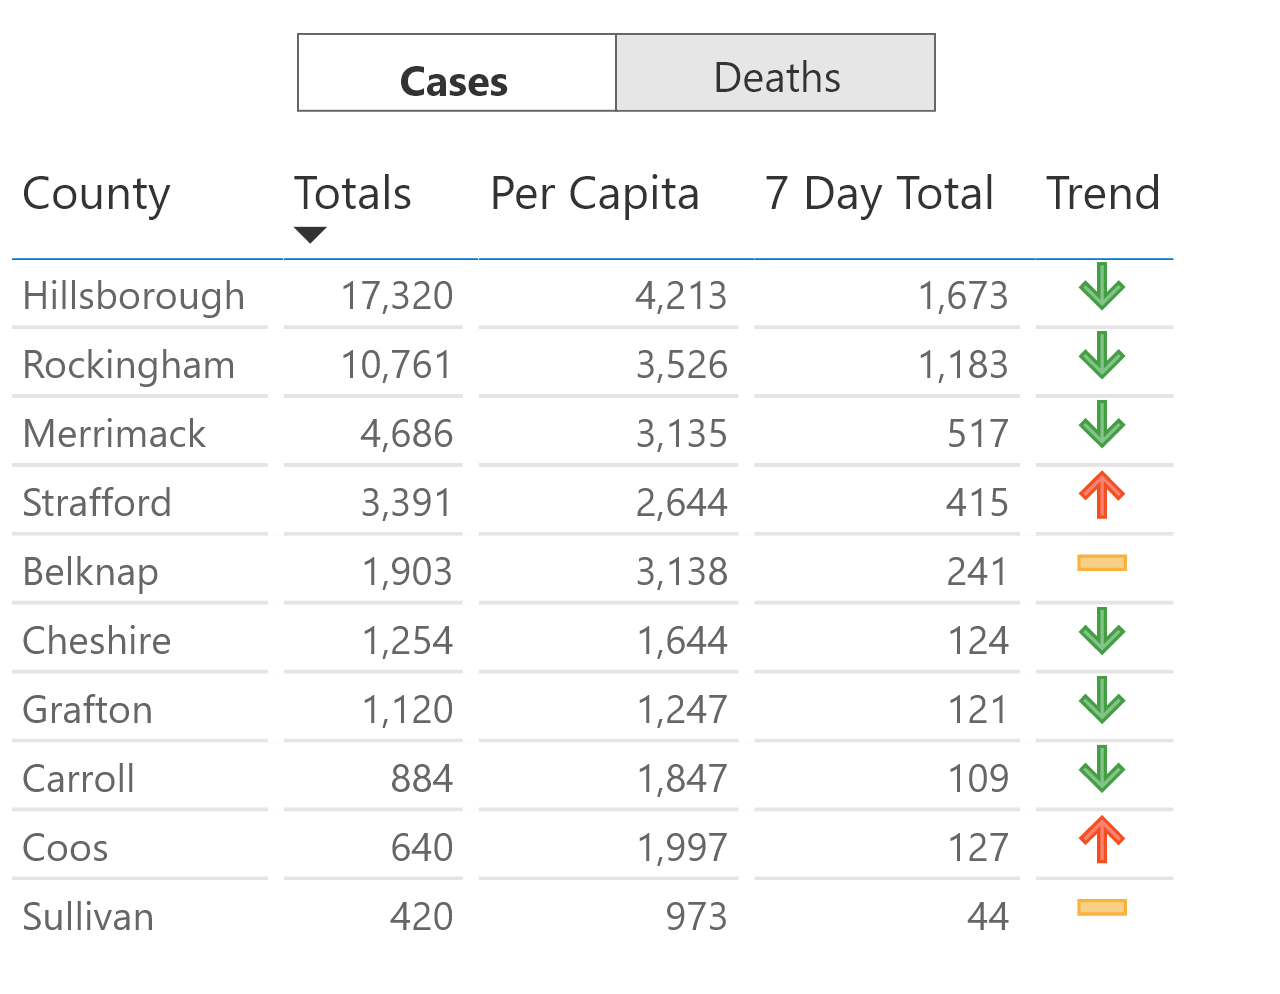 Cases Deaths
County Totals Per Capita 7 Day Total Trend
Hillsborough 17,320 4,213 1,673
Rockingham 10,761 3,526 1,183
Merrimack 4,686 3,135 517
Strafford 3,391 2,644 415
Belknap 1,903 3,138 241
Cheshire 1,254 1,644 124
Grafton 1,120 1,247 121
Carroll 884 1,847 109
Coos 640 1,997 127
Sullivan 420 973 44